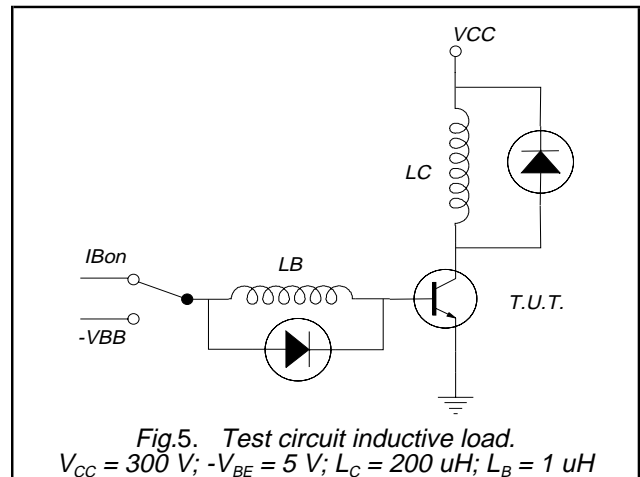 VCC
LC
IBon
LB
T.U.T.
-VBB
Fig.5. Test circuit inductive load.
VCC = 300 V; -VBE = 5 V; LC = 200 uH; LB = 1 uH